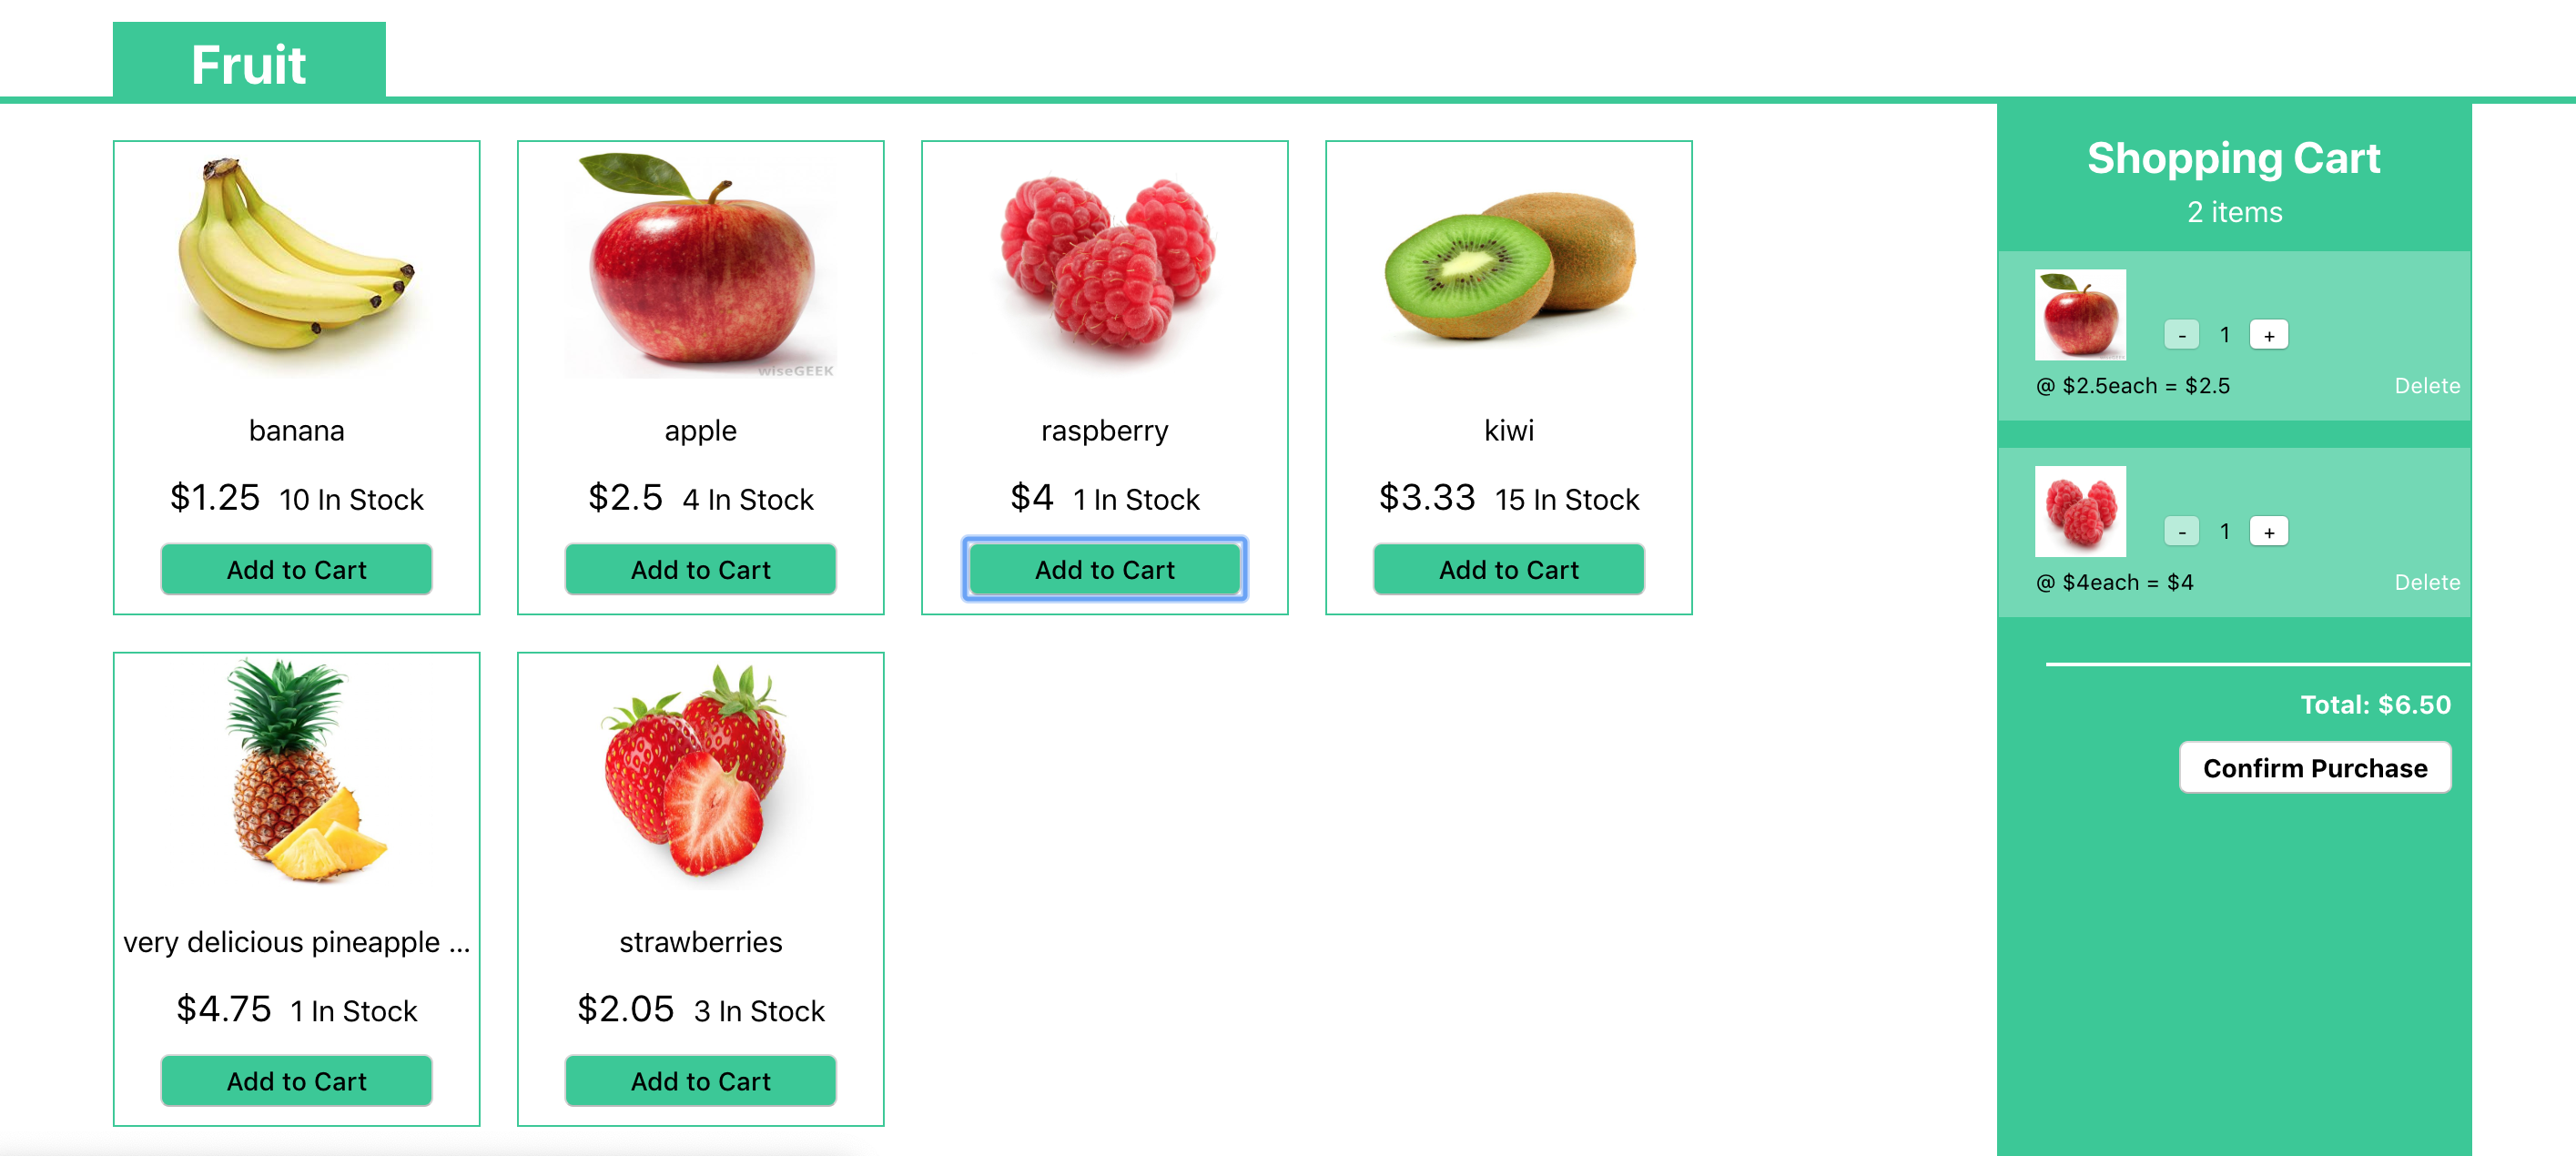 Fruit
wiseGEEK
banana
$1.25 10 In Stock
Add to Cart
apple
$2.5 4 In Stock
Add to Cart
raspberry
$4 1 In Stock
Add to Cart
kiwi
$3.33 15 In Stock
Add to Cart
very delicious pineapple ...
$4.75 1 In Stock
Add to Cart
strawberries
$2.05 3 In Stock
Add to Cart
Shopping Cart
2 items
- 1 +
@ $2.5each = $2.5 Delete
- 1 +
@ $4each = $4 Delete
Total: $6.50
Confirm Purchase